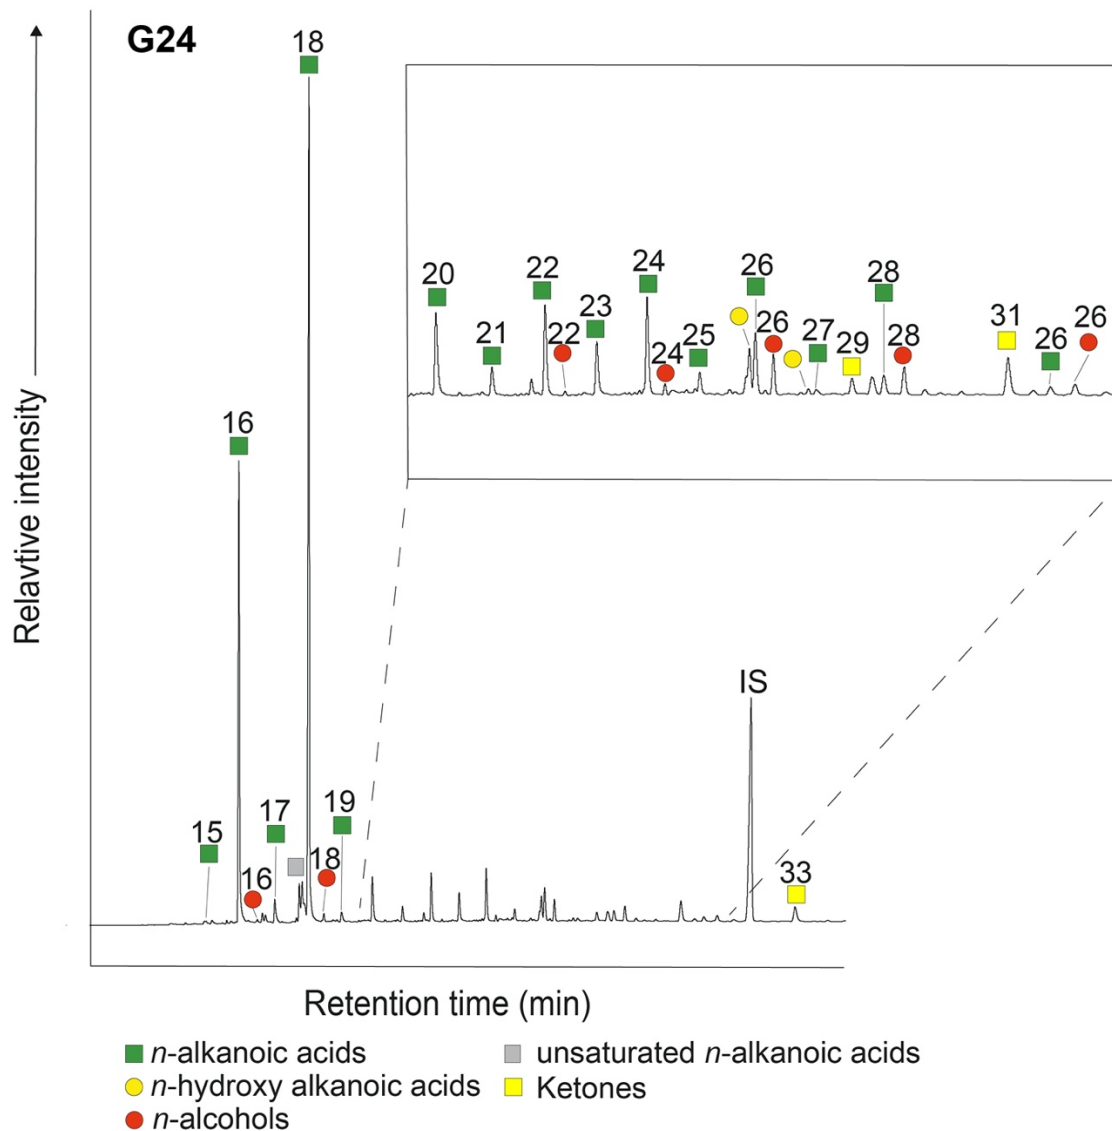 G24
18
20
21
22
22
23
24
24
25
26
26
27
29
28
28
31
26
26
16
15
16
17
18
19
IS
33
Relavtive intensity
Retention time (min)
n-alkanoic acids
unsaturated n-alkanoic acids
n-hydroxy alkanoic acids
Ketones
n-alcohols